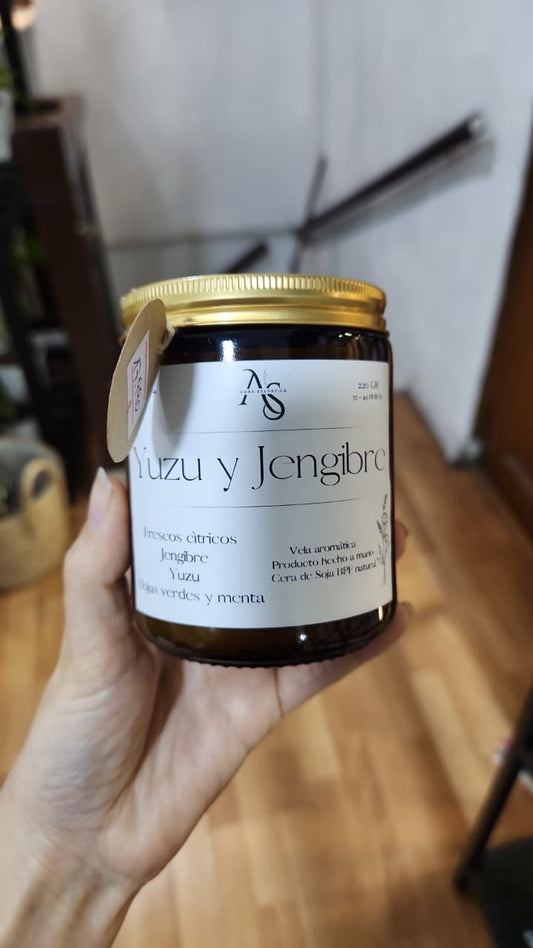 AS
220 GR
Yuzu y Jengibre
Frescos cìtricos
Jengibre
Yuzu
Hojas verdes y menta
Vela aromática
Producto hecho a mano
Cera de Soja BPF natural